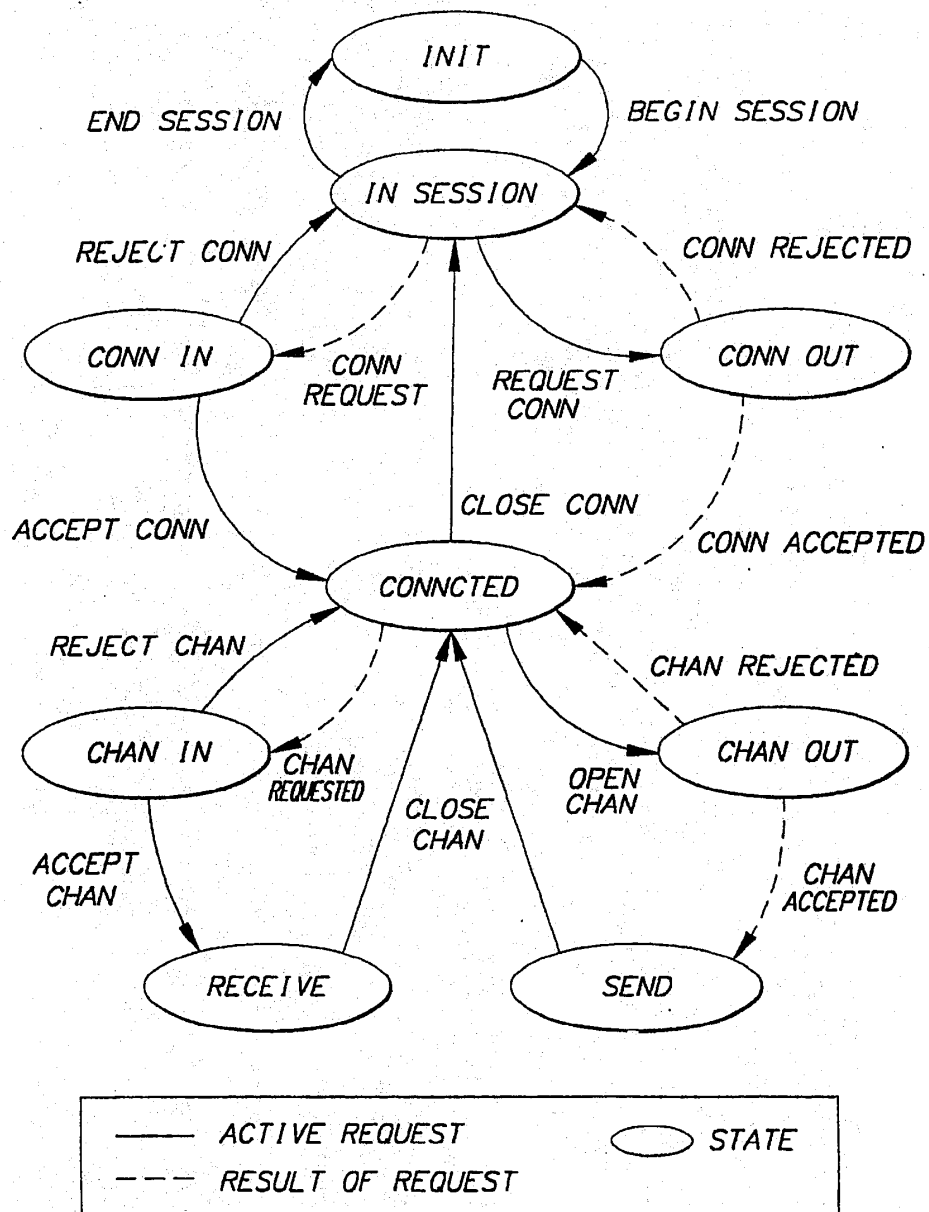 INIT
END SESSION
BEGIN SESSION
IN SESSION
REJECT CONN
CONN REJECTED
CONN IN
CONN
REQUEST
REQUEST
CONN
CONN OUT
ACCEPT CONN
CLOSE CONN
CONN ACCEPTED
CONNCTED
REJECT CHAN
CHAN REJECTED
CHAN IN
CHAN
REQUESTED
OPEN
CHAN
CHAN OUT
CLOSE
CHAN
ACCEPT
CHAN
CHAN
ACCEPTED
RECEIVE
SEND
ACTIVE REQUEST
STATE
RESULT OF REQUEST